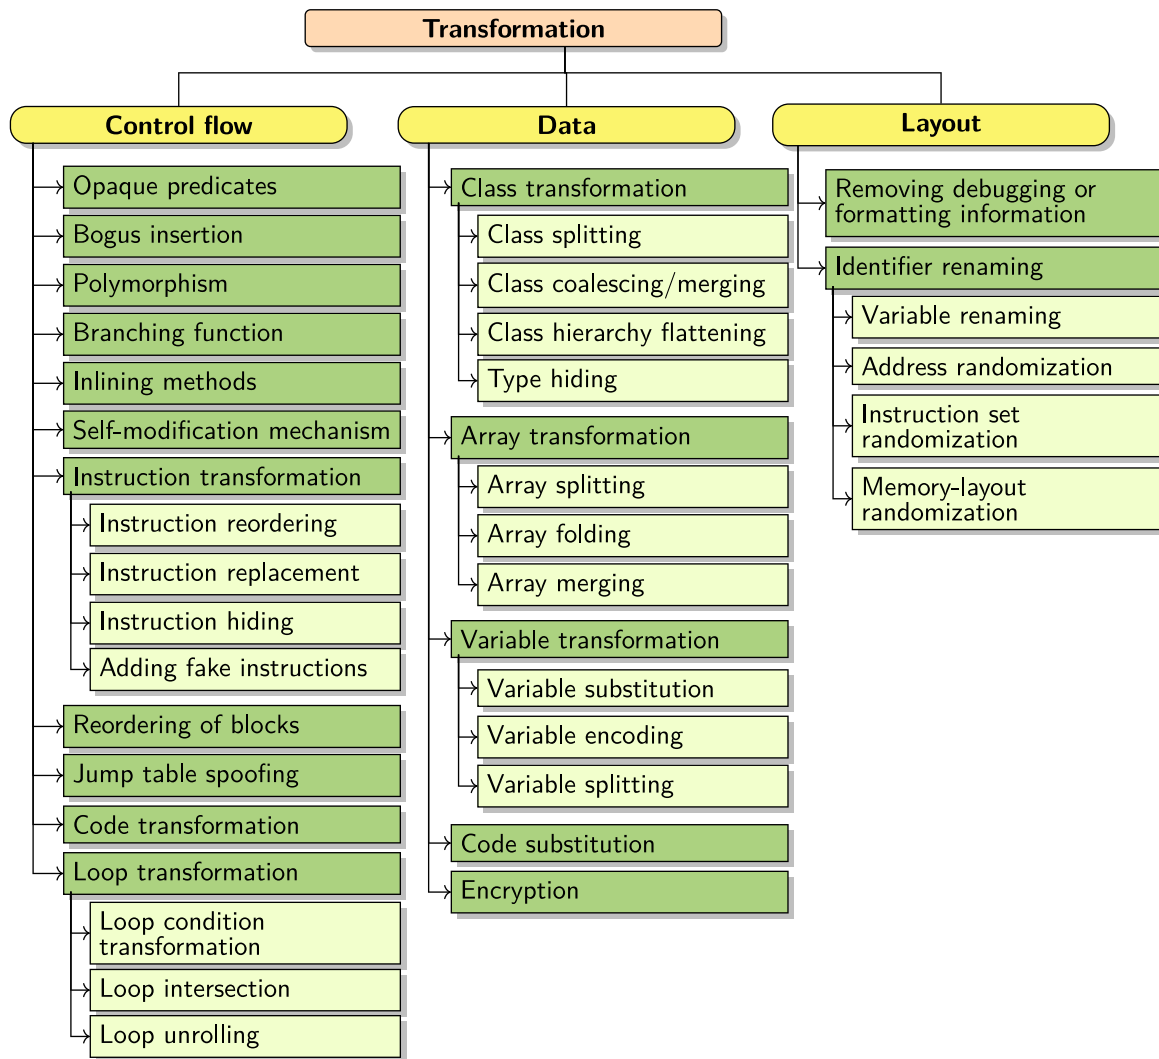 Transformation
Control flow
Opaque predicates
Bogus insertion
Polymorphism
Branching function
Inlining methods
Self-modification mechanism
Instruction transformation
Instruction reordering
Instruction replacement
Instruction hiding
Adding fake instructions
Reordering of blocks
Jump table spoofing
Code transformation
Loop transformation
Loop condition
transformation
Loop intersection
Loop unrolling
Data
Class transformation
Class splitting
Class coalescing/merging
Class hierarchy flattening
Type hiding
Array transformation
Array splitting
Array folding
Array merging
Variable transformation
Variable substitution
Variable encoding
Variable splitting
Code substitution
Encryption
Layout
Removing debugging or
formatting information
Identifier renaming
Variable renaming
Address randomization
Instruction set
randomization
Memory-layout
randomization